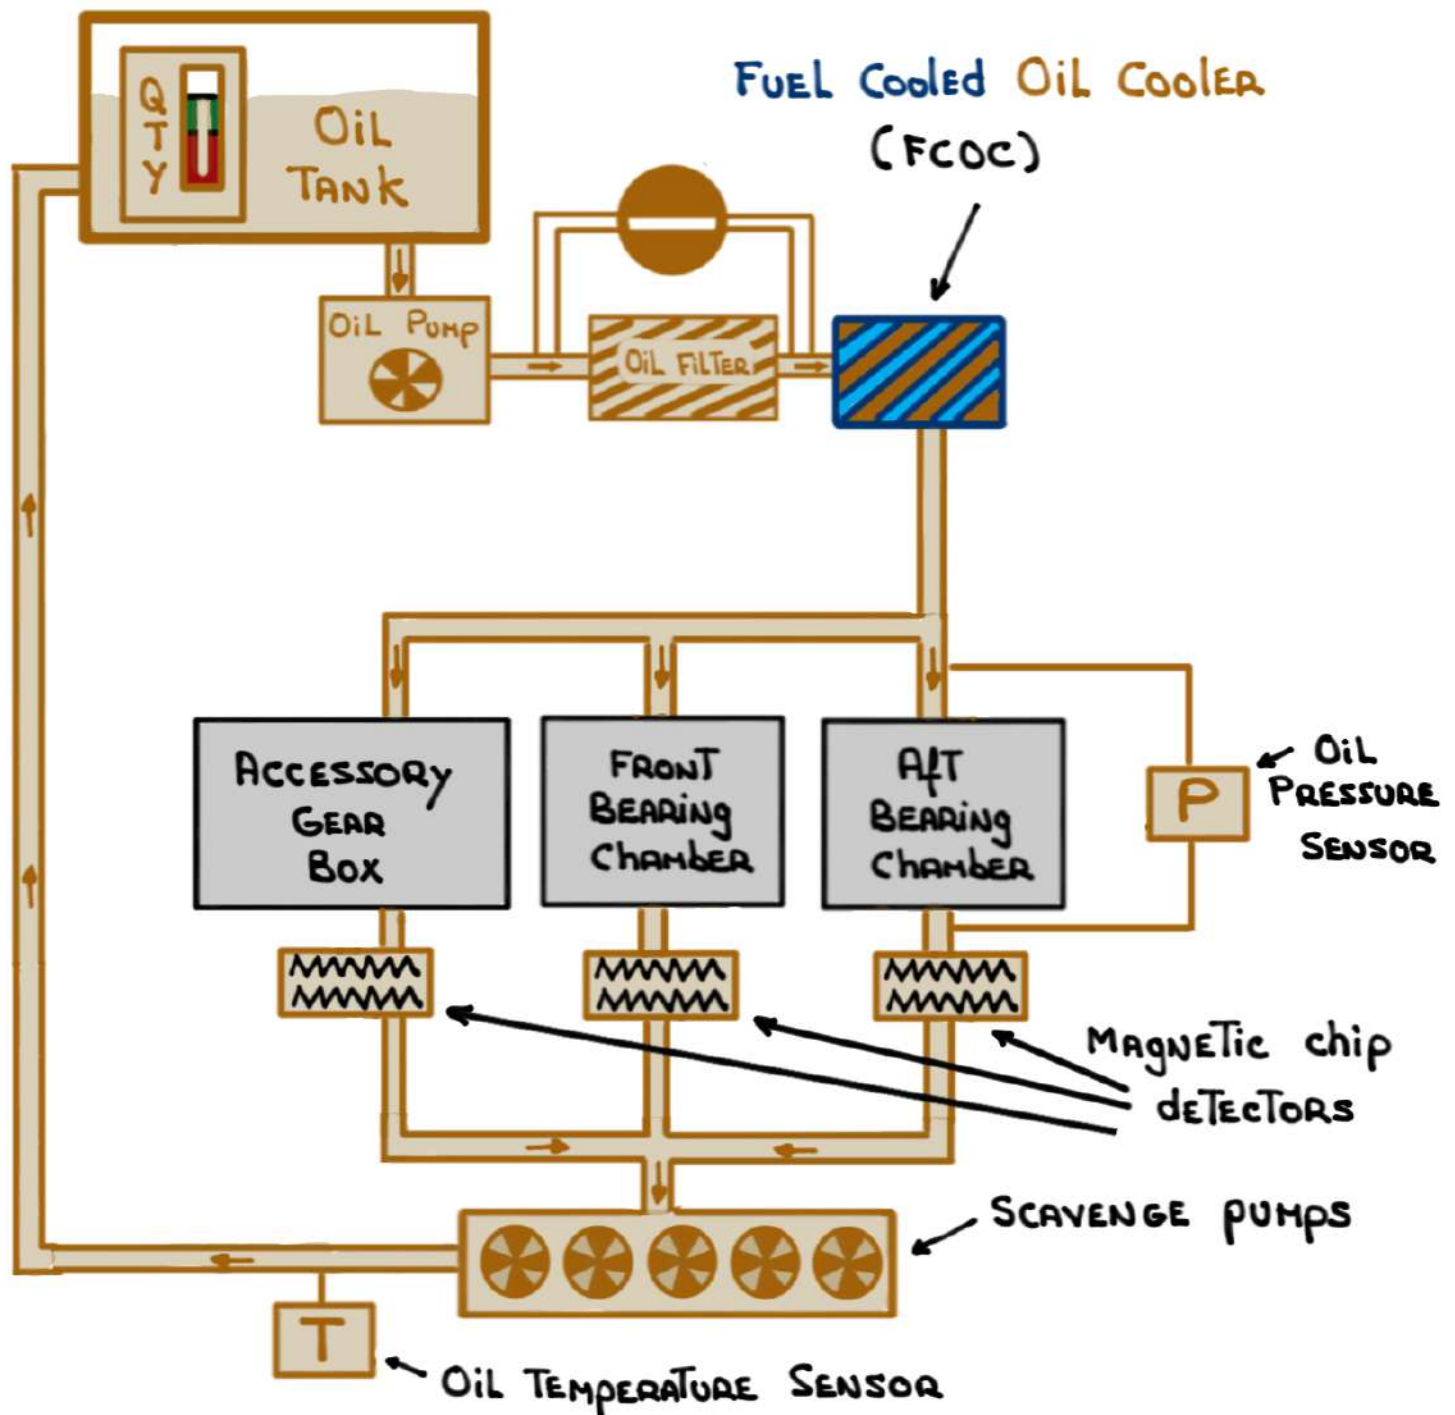 QTY
OiL
TANK
FUEL COOLED OiL COOLER
(FCOC)
OiL PUMP
OiL FiLTER
ACCESSORY
GEAR
BOX
FRONT
BEARING
ChAMbER
AfT
BEARING
ChAMbER
P
OiL
PRESSURE
SENSOR
MAgNETic chip
dETECTORS
SCAVENGE pUMPS
T
OiL TEMPERATURE SENSOR